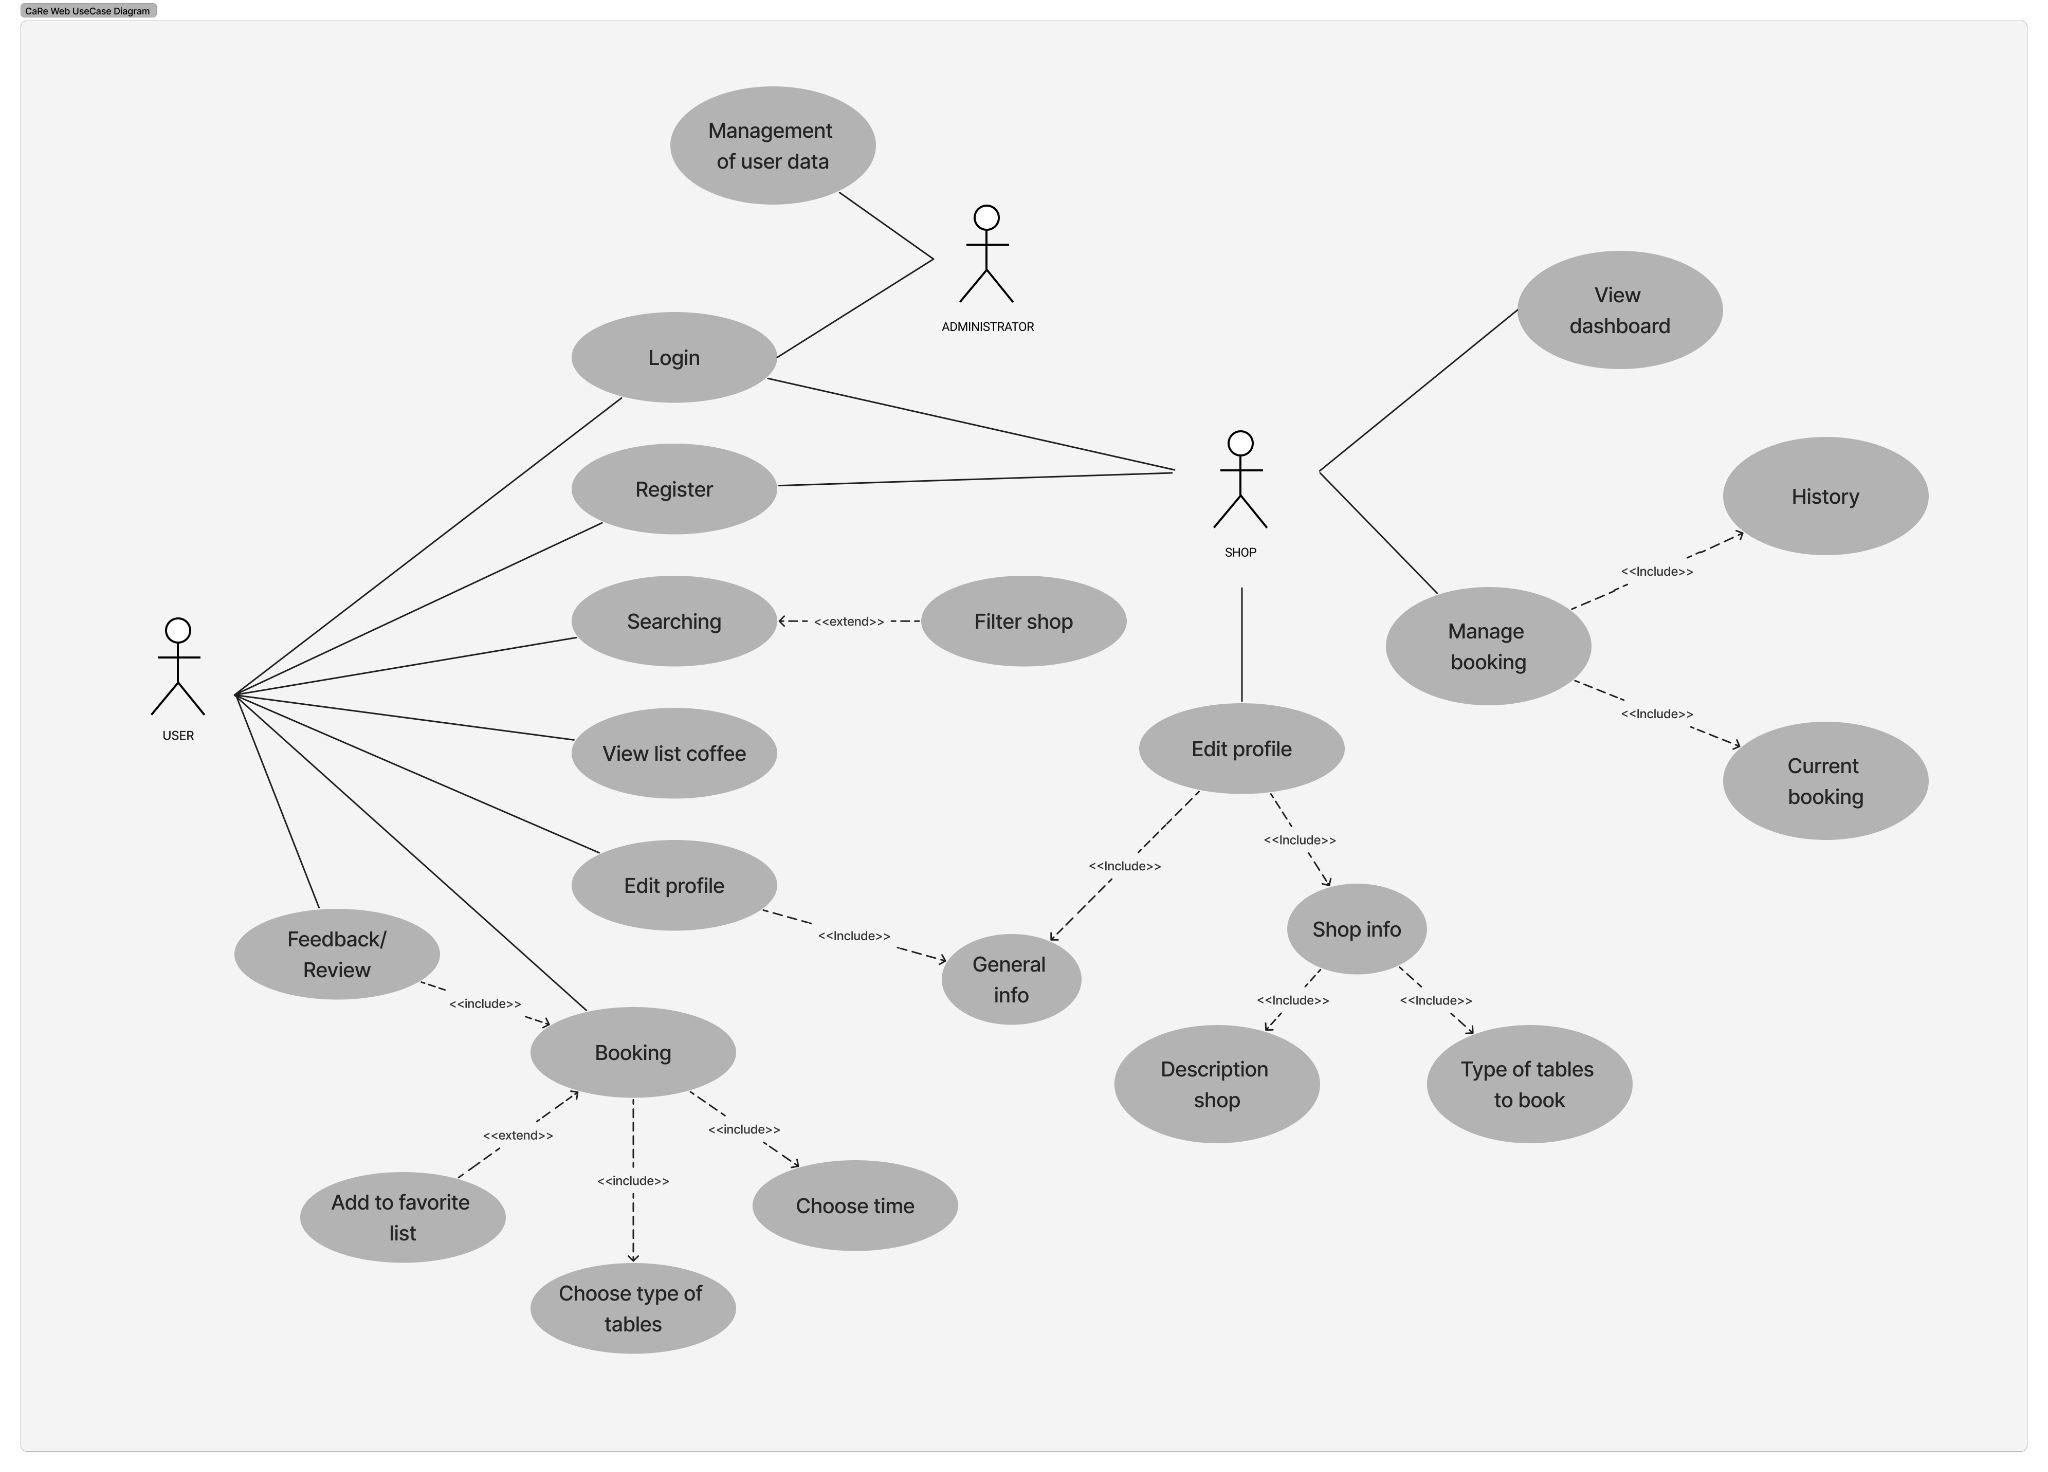 CaRe Web UseCase Diagram
Management
of user data
ADMINISTRATOR
Login
View
dashboard
Register
SHOP
History
<<Include>>
Searching
<<extend>>
Filter shop
Manage
booking
USER
<<Include>>
View list coffee
Edit profile
Current
booking
<<Include>>
<<Include>>
Edit profile
<<Include>>
Shop info
Feedback/
Review
General
info
<<include>>
<<Include>>
<<Include>>
Booking
Description
shop
Type of tables
to book
<<extend>>
<<include>>
<<include>>
Add to favorite
list
Choose time
Choose type of
tables